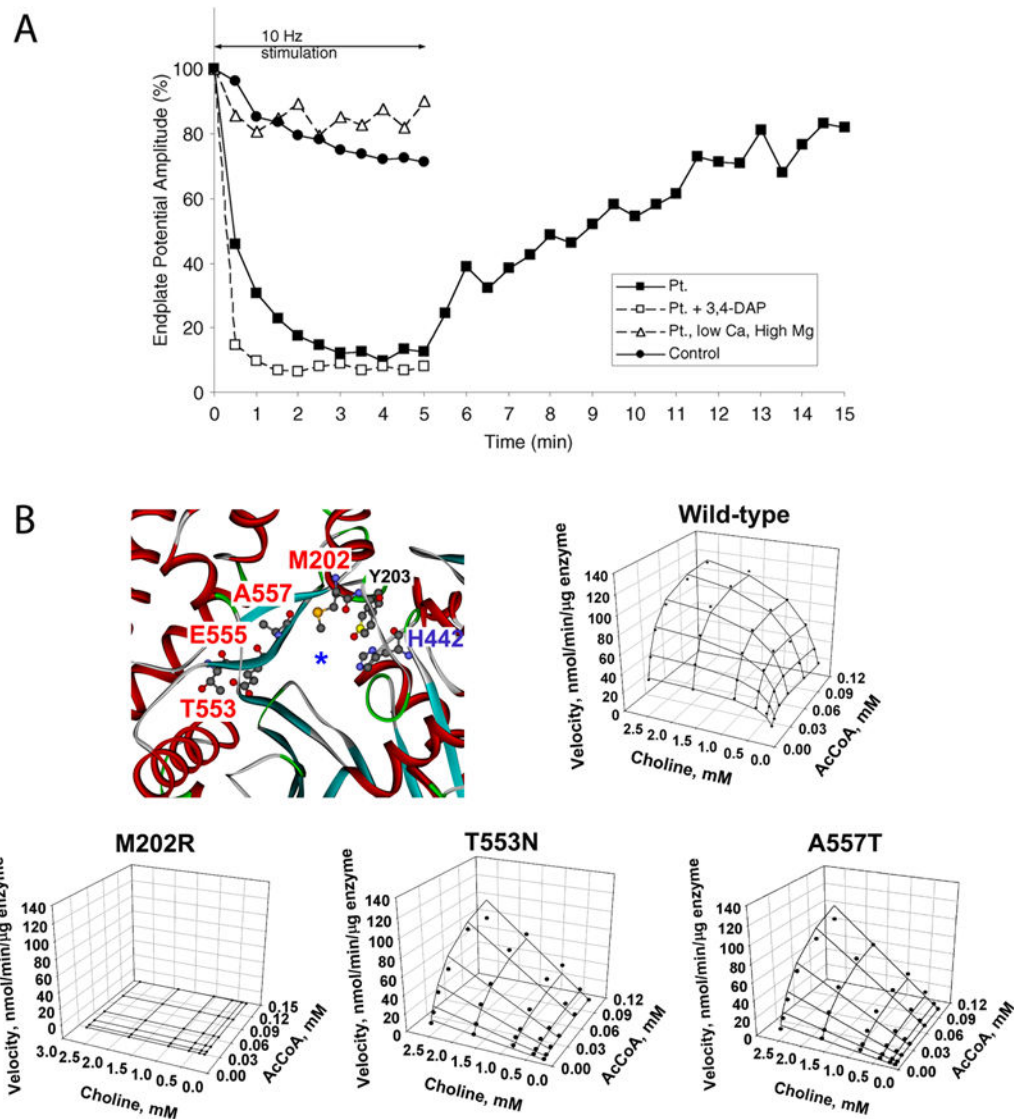 A
10 Hz
stimulation
Endplate Potential Amplitude (%)
100
80
60
40
20
0
0 1 2 3 4 5 6 7 8 9 10 11 12 13 14 15
Time (min)
Pt.
Pt. + 3,4-DAP
Pt., low Ca, High Mg
Control
B
M202
Y203
A557
E555
H442
*
T553
Wild-type
Velocity, nmol/min/µg enzyme
140
120
100
80
60
40
20
0
2.5 2.0 1.5 1.0 0.5 0.0
Choline, mM
0.00 0.03 0.06 0.09 0.12
AcCoA, mM
M202R
Velocity, nmol/min/µg enzyme
140
120
100
80
60
40
20
0
3.0 2.5 2.0 1.5 1.0 0.5 0.0
Choline, mM
0.00 0.03 0.06 0.09 0.12 0.15
AcCoA, mM
T553N
Velocity, nmol/min/µg enzyme
140
120
100
80
60
40
20
0
2.5 2.0 1.5 1.0 0.5 0.0
Choline, mM
0.00 0.03 0.06 0.09 0.12
AcCoA, mM
A557T
Velocity, nmol/min/µg enzyme
140
120
100
80
60
40
20
0
2.5 2.0 1.5 1.0 0.5 0.0
Choline, mM
0.00 0.03 0.06 0.09 0.12
AcCoA, mM